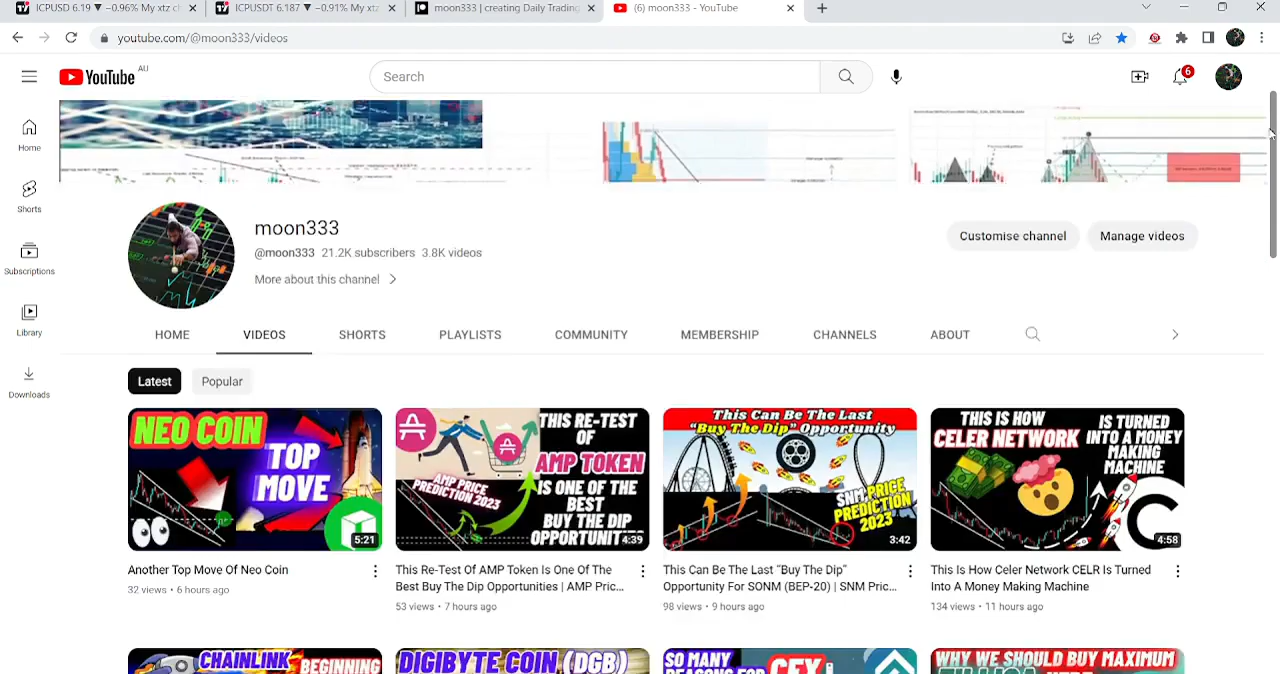 ICPUSD 6.19 ▼ −0.96% My xtz ch
ICPUSDT 6.187 ▼ −0.91% My xtz
moon333 | creating Daily Trading
(6) moon333 - YouTube
youtube.com/@moon333/videos
YouTube AU
Search
6
Home
Shorts
Subscriptions
Library
Downloads
moon333
@moon333 21.2K subscribers 3.8K videos
More about this channel
Customise channel
Manage videos
HOME
VIDEOS
SHORTS
PLAYLISTS
COMMUNITY
MEMBERSHIP
CHANNELS
ABOUT
Latest
Popular
NEO COIN
TOP
MOVE
5:21
Another Top Move Of Neo Coin
32 views • 6 hours ago
THIS RE-TEST
OF
AMP TOKEN
IS ONE OF THE
BEST
BUY THE DIP
OPPORTUNIT
AMP PRICE
PREDICTION 2023
4:39
This Re-Test Of AMP Token Is One Of The
Best Buy The Dip Opportunities | AMP Pric...
53 views • 7 hours ago
This Can Be The Last
"Buy The Dip" Opportunity
SNM PRICE
PREDICTION
2023
3:42
This Can Be The Last "Buy The Dip"
Opportunity For SONM (BEP-20) | SNM Pric...
98 views • 9 hours ago
THIS IS HOW
CELER NETWORK
IS TURNED
INTO A MONEY
MAKING
MACHINE
4:58
This Is How Celer Network CELR Is Turned
Into A Money Making Machine
134 views • 11 hours ago
CHAINLINK
BEGINNING
DIGIBYTE COIN (DGB)
SO MANY
REASONS FOR
CFX
WHY WE SHOULD BUY MAXIMUM